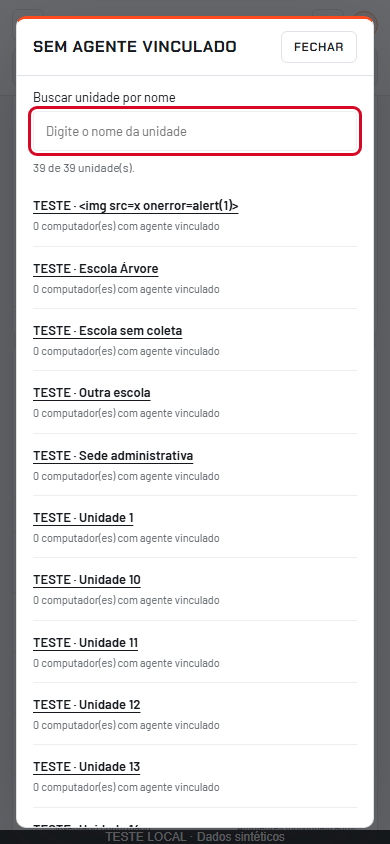 SEM AGENTE VINCULADO
FECHAR
Buscar unidade por nome
Digite o nome da unidade
39 de 39 unidade(s).
TESTE · <img src=x onerror=alert(1)>
0 computador(es) com agente vinculado
TESTE · Escola Árvore
0 computador(es) com agente vinculado
TESTE · Escola sem coleta
0 computador(es) com agente vinculado
TESTE · Outra escola
0 computador(es) com agente vinculado
TESTE · Sede administrativa
0 computador(es) com agente vinculado
TESTE · Unidade 1
0 computador(es) com agente vinculado
TESTE · Unidade 10
0 computador(es) com agente vinculado
TESTE · Unidade 11
0 computador(es) com agente vinculado
TESTE · Unidade 12
0 computador(es) com agente vinculado
TESTE · Unidade 13
0 computador(es) com agente vinculado
TESTE LOCAL · Dados sintéticos